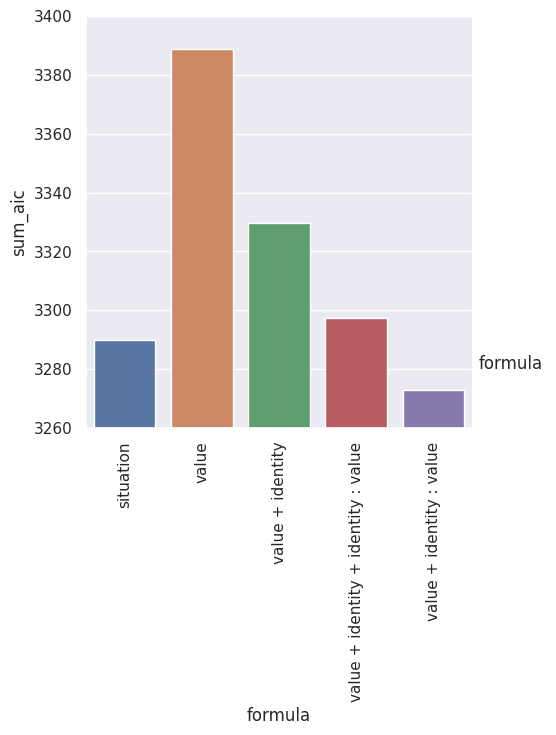 3400
3380
3360
3340
3320
3300
3280
3260
sum_aic
situation
value
value + identity
value + identity + identity : value
value + identity : value
formula
formula